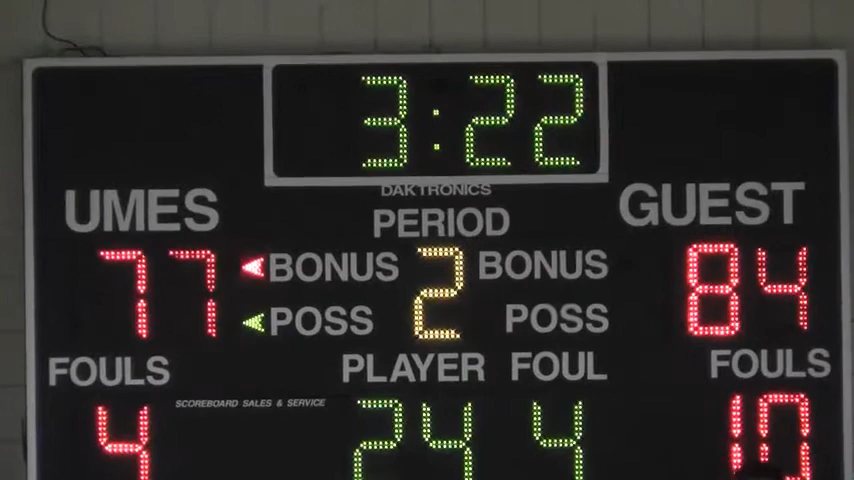 3:22
DAKTRONICS
UMES PERIOD GUEST
77 BONUS 2 BONUS 84
POSS POSS
FOULS PLAYER FOUL FOULS
SCOREBOARD SALES & SERVICE
4 24 4 10